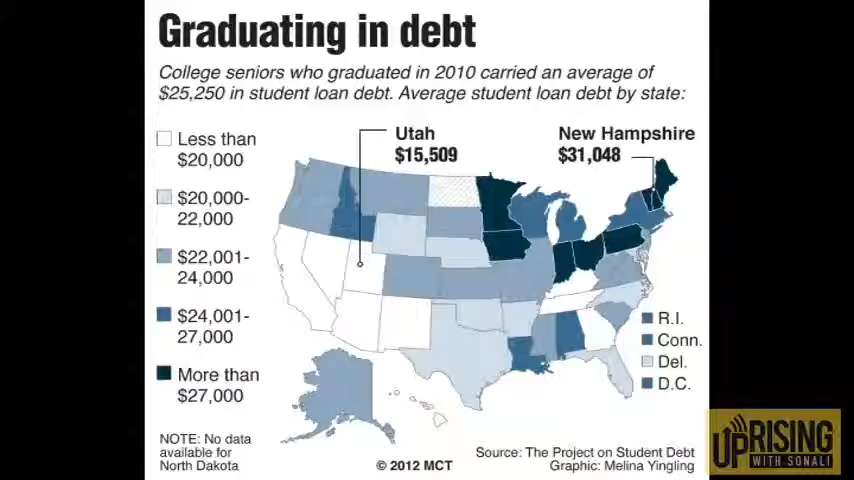 Graduating in debt
College seniors who graduated in 2010 carried an average of
$25,250 in student loan debt. Average student loan debt by state:
Less than
$20,000
$20,000-
22,000
$22,001-
24,000
$24,001-
27,000
More than
$27,000
Utah
$15,509
New Hampshire
$31,048
R.I.
Conn.
Del.
D.C.
NOTE: No data
available for
North Dakota
© 2012 MCT
Source: The Project on Student Debt
Graphic: Melina Yingling
UPRISING
WITH SONALI